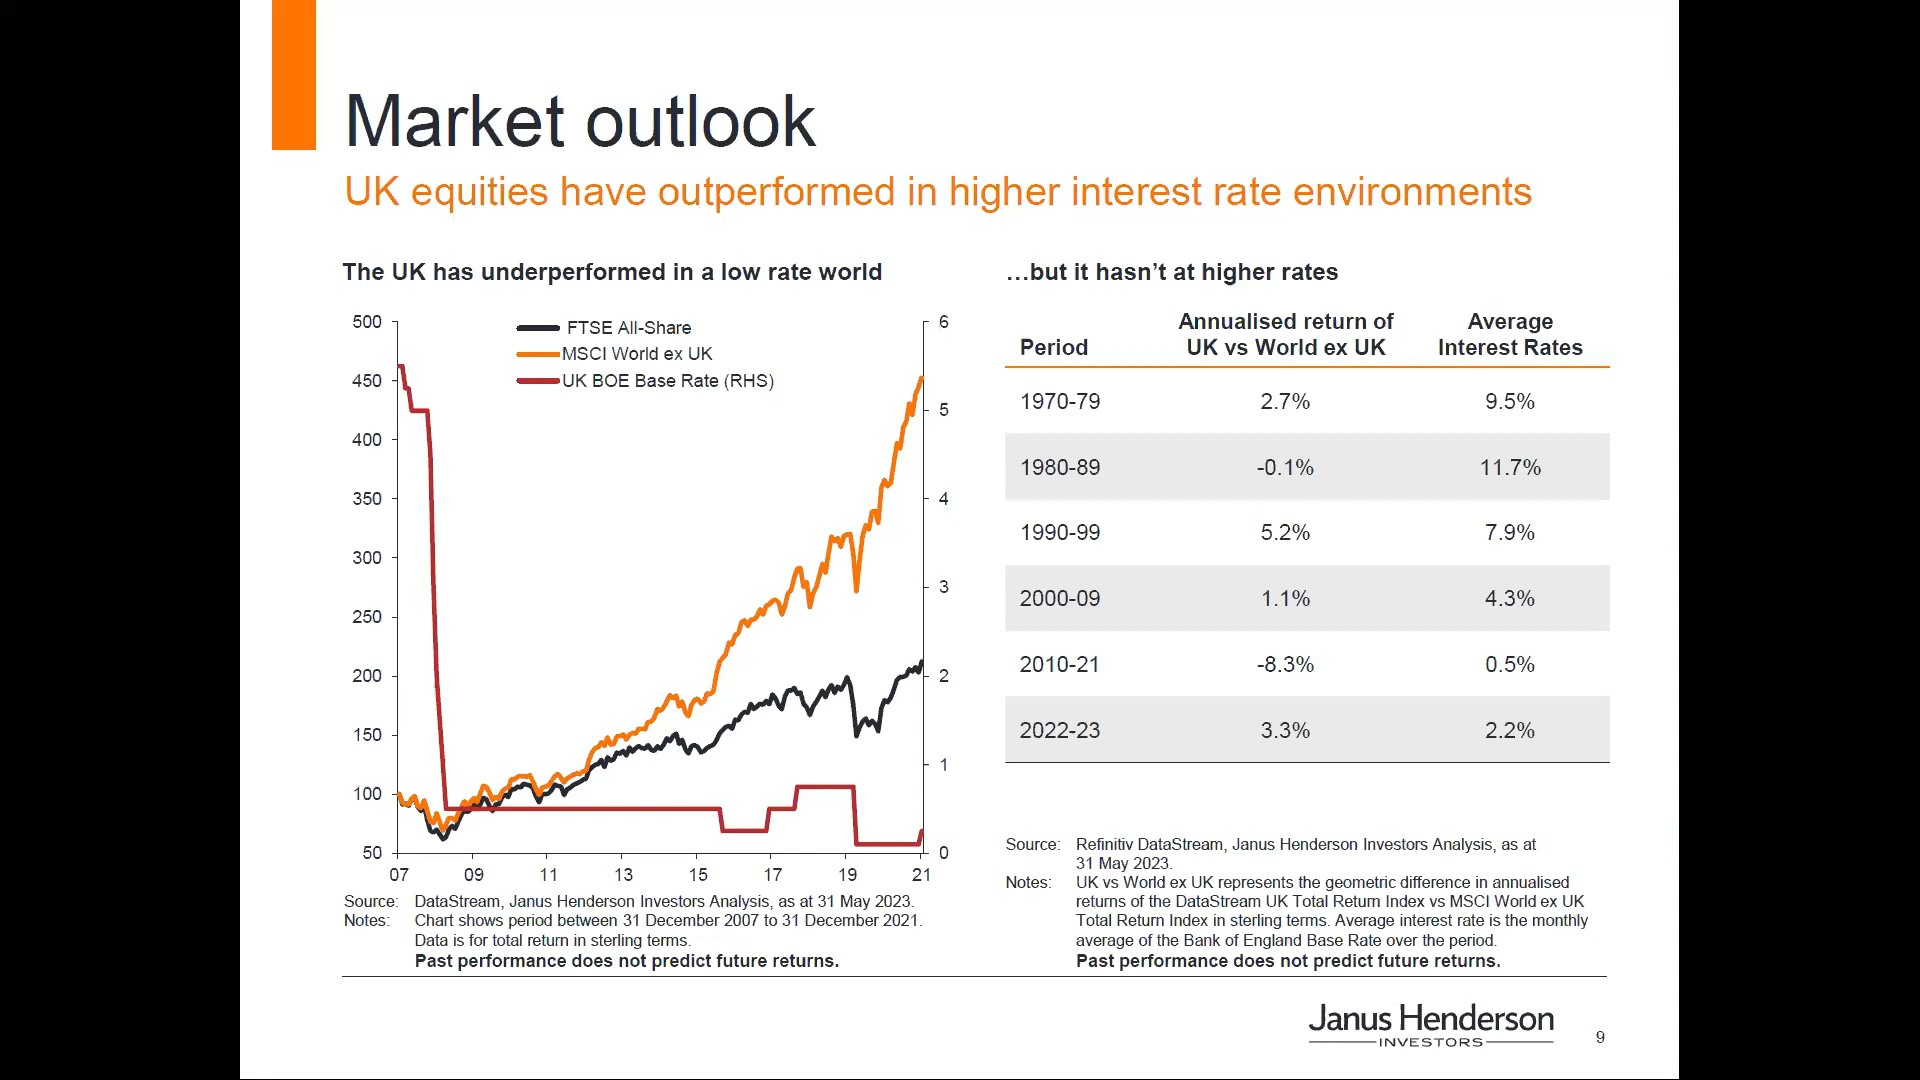 Market outlook
UK equities have outperformed in higher interest rate environments
The UK has underperformed in a low rate world
500
450
400
350
300
250
200
150
100
50
FTSE All-Share
MSCI World ex UK
UK BOE Base Rate (RHS)
6
5
4
3
2
1
0
07 09 11 13 15 17 19 21
Source: DataStream, Janus Henderson Investors Analysis, as at 31 May 2023.
Notes: Chart shows period between 31 December 2007 to 31 December 2021.
Data is for total return in sterling terms.
Past performance does not predict future returns.
…but it hasn’t at higher rates
Annualised return of Average
Period UK vs World ex UK Interest Rates
1970-79 2.7% 9.5%
1980-89 -0.1% 11.7%
1990-99 5.2% 7.9%
2000-09 1.1% 4.3%
2010-21 -8.3% 0.5%
2022-23 3.3% 2.2%
Source: Refinitiv DataStream, Janus Henderson Investors Analysis, as at
31 May 2023.
Notes: UK vs World ex UK represents the geometric difference in annualised
returns of the DataStream UK Total Return Index vs MSCI World ex UK
Total Return Index in sterling terms. Average interest rate is the monthly
average of the Bank of England Base Rate over the period.
Past performance does not predict future returns.
Janus Henderson
INVESTORS
9